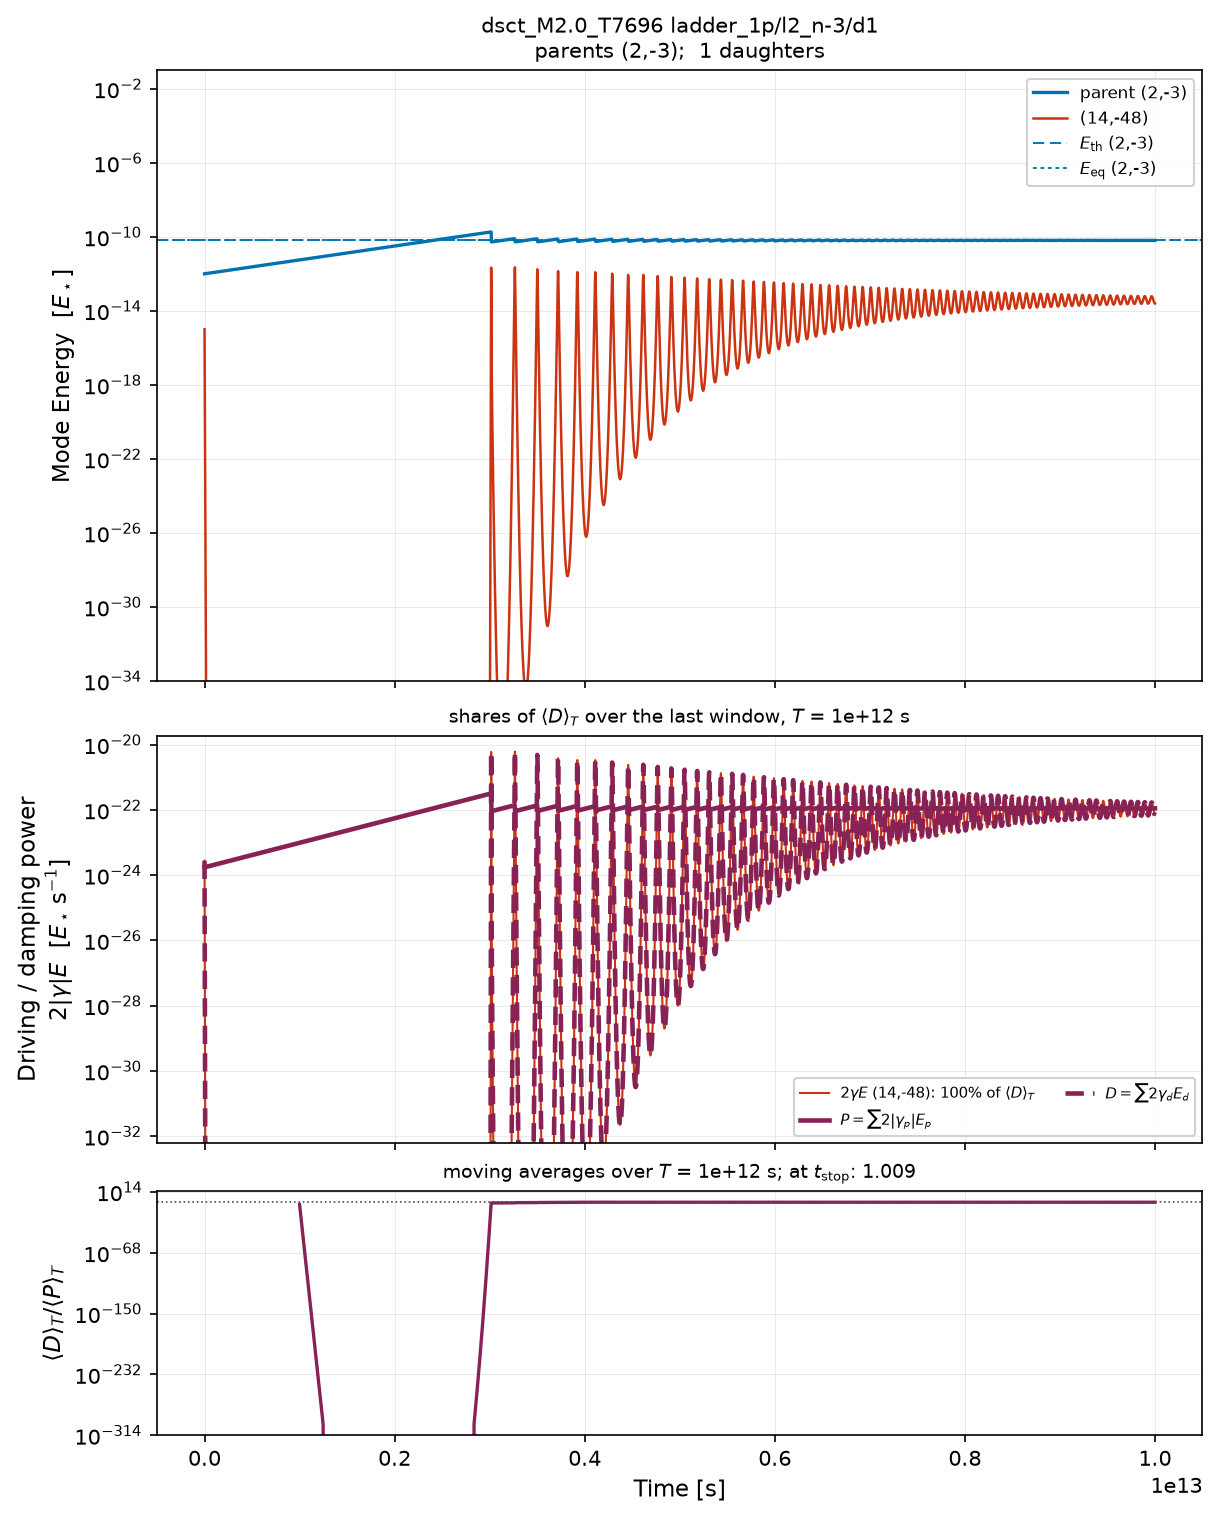 dsct_M2.0_T7696 ladder_1p/l2_n-3/d1
parents (2,-3);  1 daughters
parent (2,-3)
(14,-48)
E_th (2,-3)
E_eq (2,-3)
Mode Energy [E⋆]
10⁻²
10⁻⁶
10⁻¹⁰
10⁻¹⁴
10⁻¹⁸
10⁻²²
10⁻²⁶
10⁻³⁰
10⁻³⁴
shares of ⟨D⟩_T over the last window, T = 1e+12 s
Driving / damping power
2|γ|E [E⋆ s⁻¹]
10⁻²⁰
10⁻²²
10⁻²⁴
10⁻²⁶
10⁻²⁸
10⁻³⁰
10⁻³²
2γE (14,-48): 100% of ⟨D⟩_T
P = ∑2|γ_p|E_p
D = ∑2γ_dE_d
moving averages over T = 1e+12 s; at t_stop: 1.009
⟨D⟩_T/⟨P⟩_T
10¹⁴
10⁻⁶⁸
10⁻¹⁵⁰
10⁻²³²
10⁻³¹⁴
0.0 0.2 0.4 0.6 0.8 1.0
1e13
Time [s]